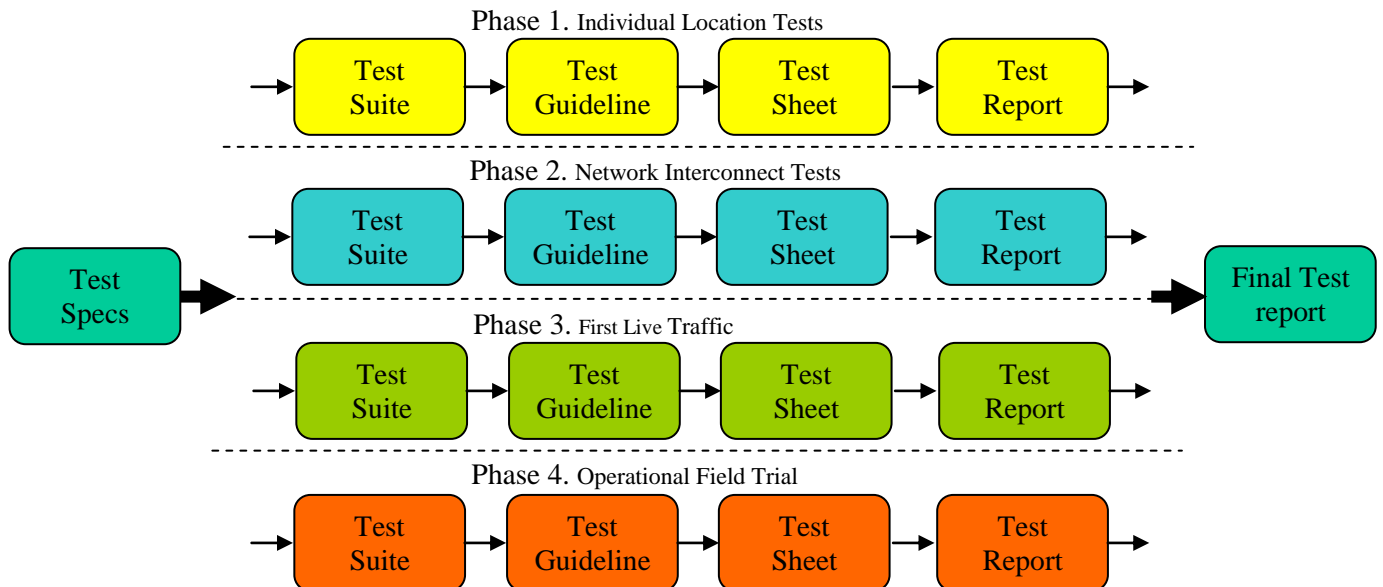 Phase 1. Individual Location Tests
Test
Suite
Test
Guideline
Test
Sheet
Test
Report
Phase 2. Network Interconnect Tests
Test
Suite
Test
Guideline
Test
Sheet
Test
Report
Test
Specs
Final Test
report
Phase 3. First Live Traffic
Test
Suite
Test
Guideline
Test
Sheet
Test
Report
Phase 4. Operational Field Trial
Test
Suite
Test
Guideline
Test
Sheet
Test
Report